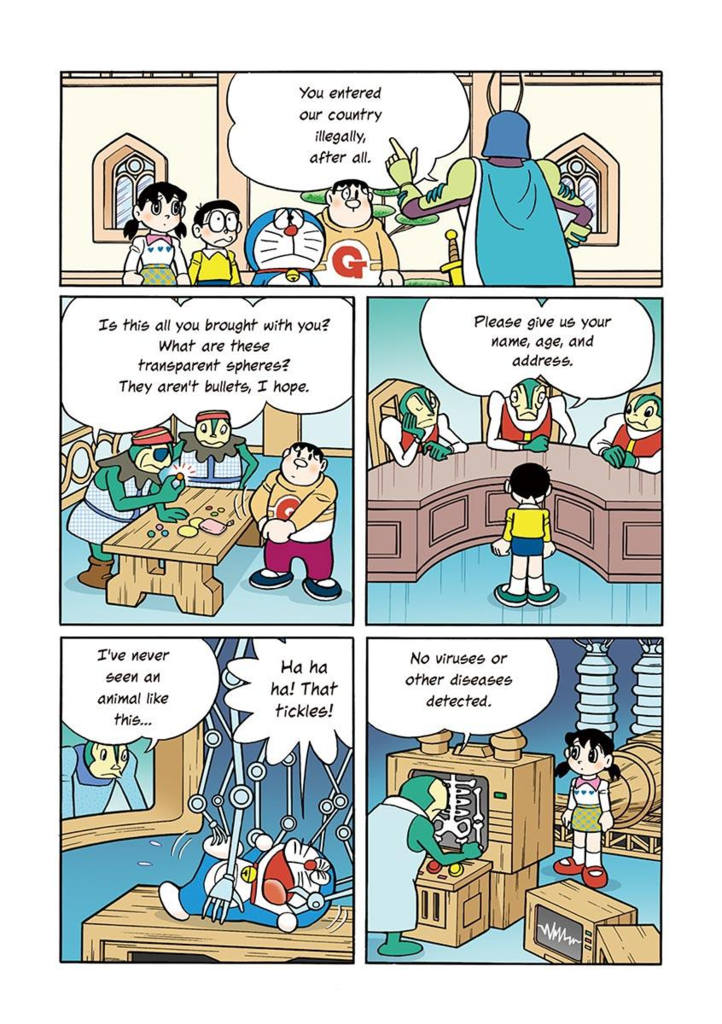 You entered
our country
illegally,
after all.
G
Is this all you brought with you?
What are these
transparent spheres?
They aren't bullets, I hope.
G
Please give us your
name, age, and
address.
I've never
seen an
animal like
this...
Ha ha
ha! That
tickles!
No viruses or
other diseases
detected.